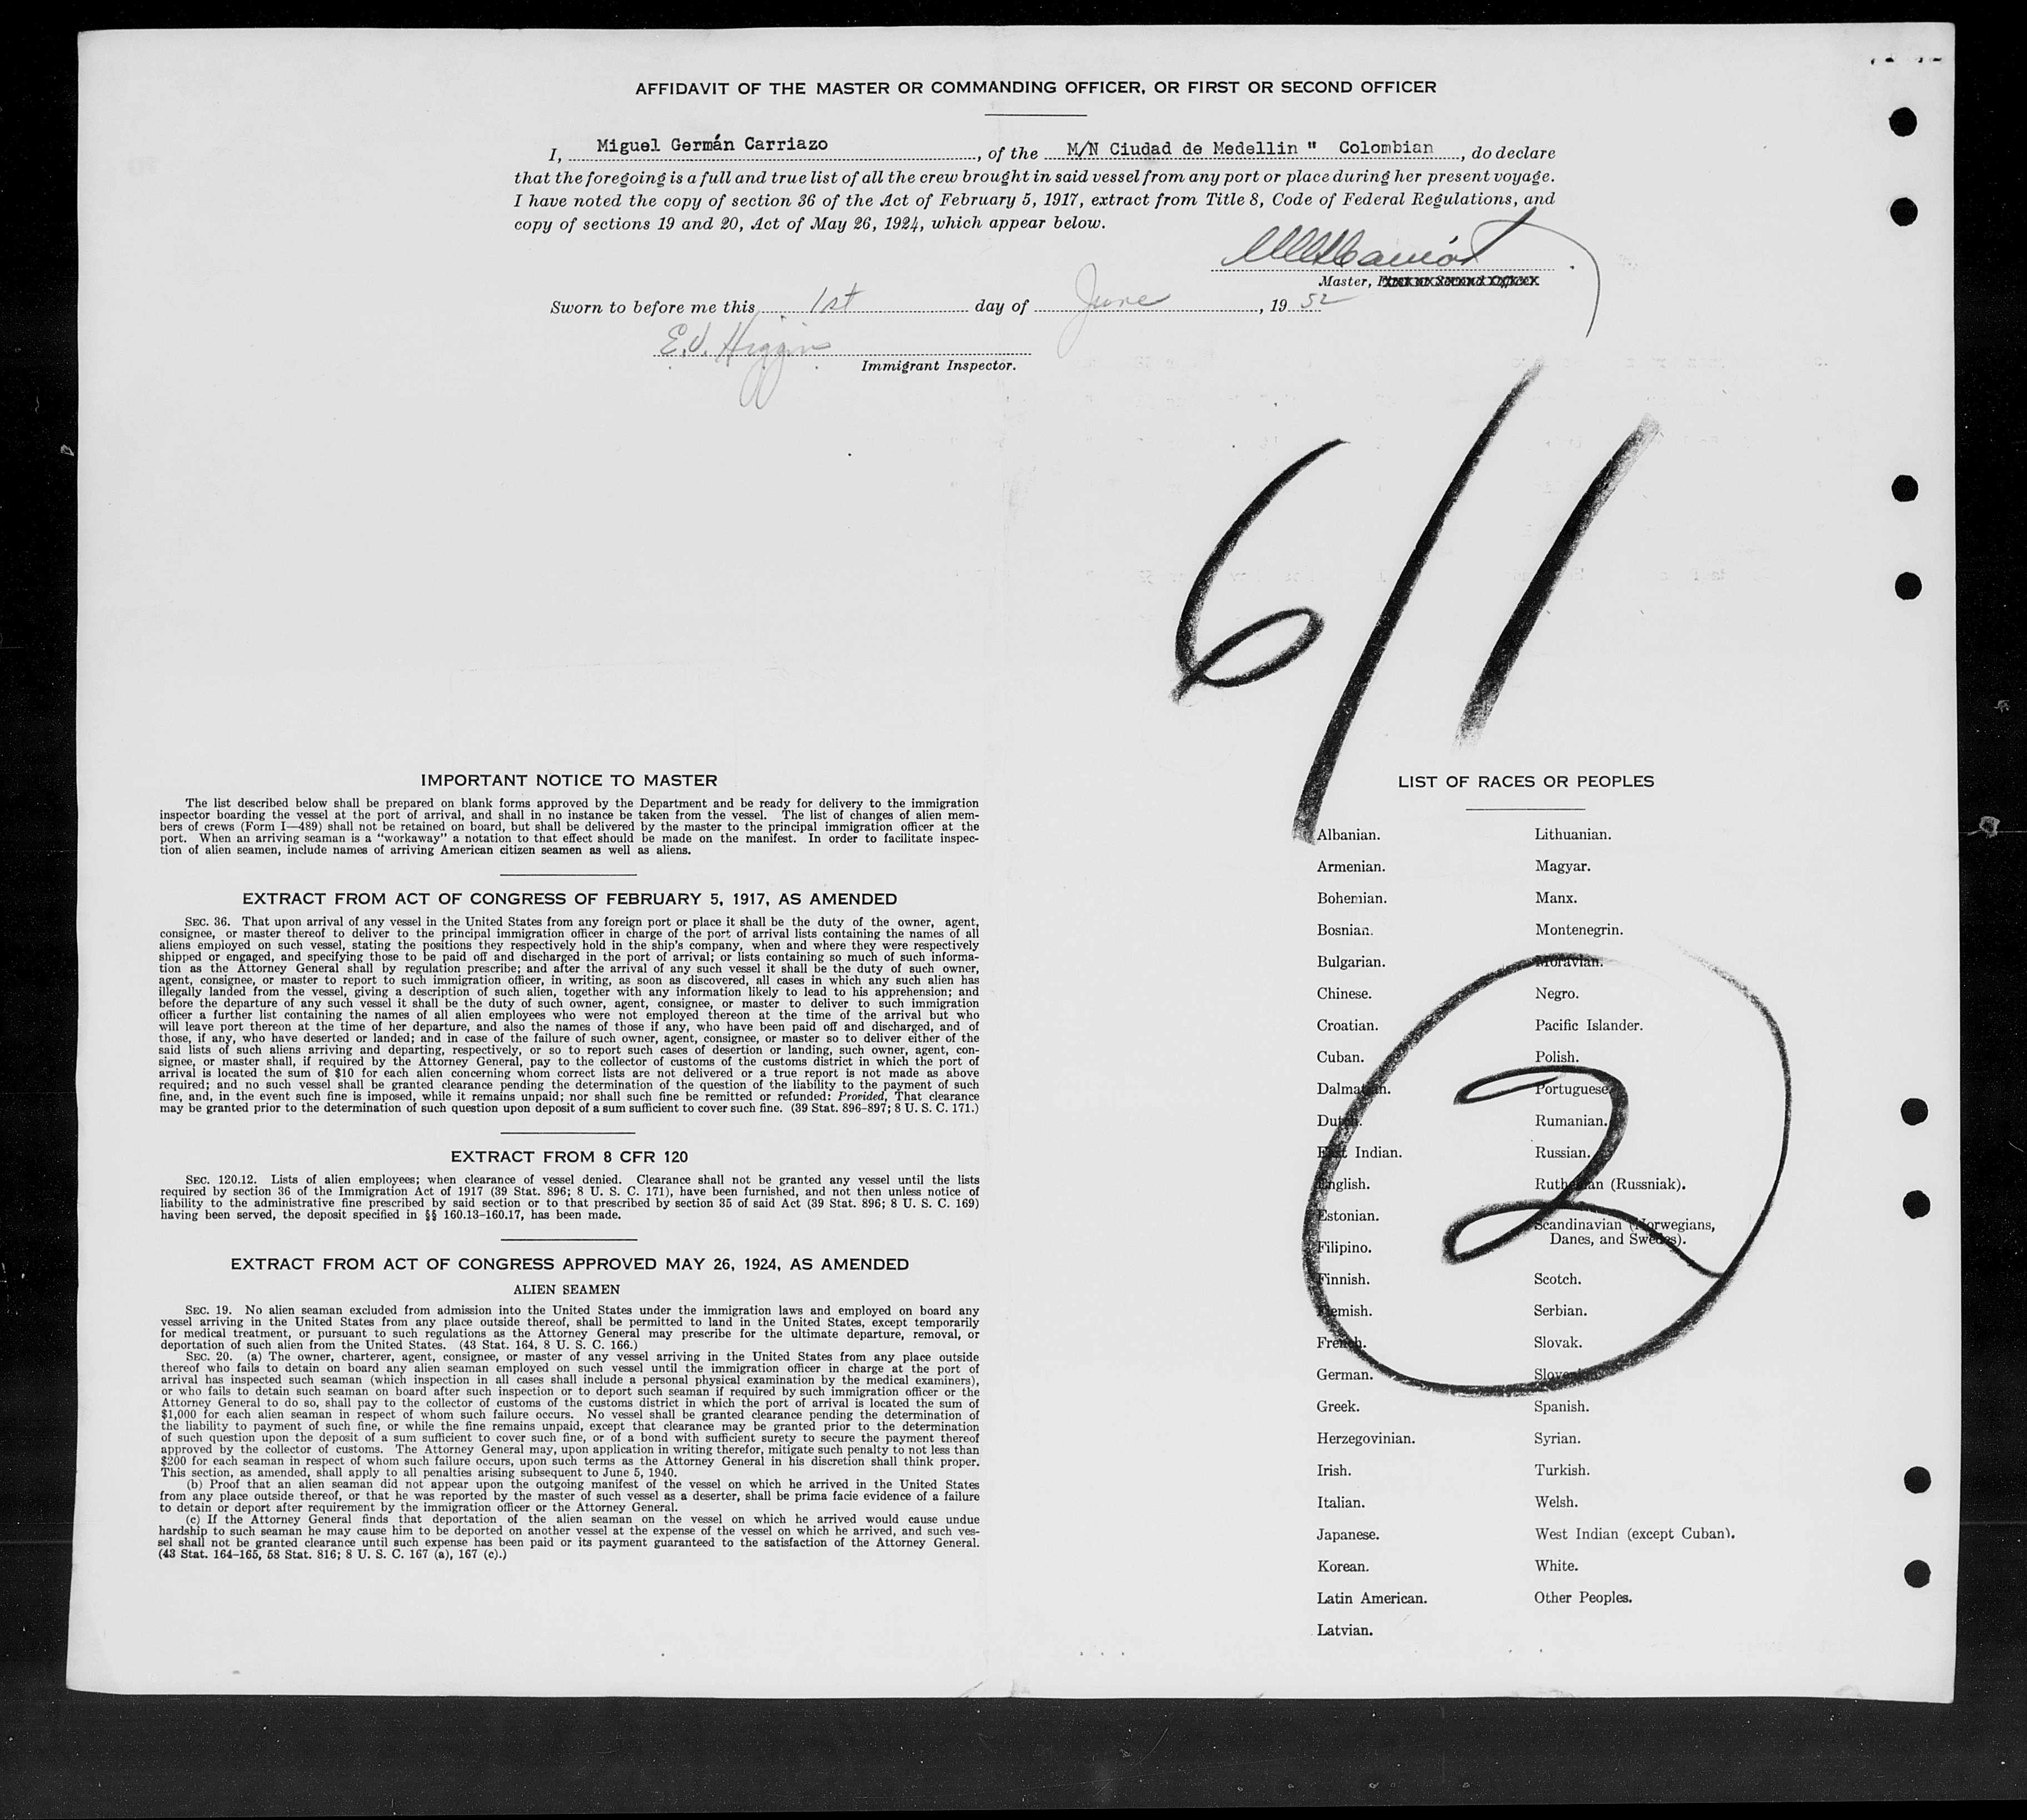 AFFIDAVIT OF THE MASTER OR COMMANDING OFFICER, OR FIRST OR SECOND OFFICER
I, Miguel Germán Carriazo, of the M/N Ciudad de Medellin " Colombian, do declare
that the foregoing is a full and true list of all the crew brought in said vessel from any port or place during her present voyage.
I have noted the copy of section 36 of the Act of February 5, 1917, extract from Title 8, Code of Federal Regulations, and
copy of sections 19 and 20, Act of May 26, 1924, which appear below.
Master,
Sworn to before me this 1st day of June, 19 52
E.J. Higgins
Immigrant Inspector.
6/1
IMPORTANT NOTICE TO MASTER
The list described below shall be prepared on blank forms approved by the Department and be ready for delivery to the immigration
inspector boarding the vessel at the port of arrival, and shall in no instance be taken from the vessel. The list of changes of alien mem-
bers of crews (Form I—489) shall not be retained on board, but shall be delivered by the master to the principal immigration officer at the
port. When an arriving seaman is a "workaway" a notation to that effect should be made on the manifest. In order to facilitate inspec-
tion of alien seamen, include names of arriving American citizen seamen as well as aliens.
EXTRACT FROM ACT OF CONGRESS OF FEBRUARY 5, 1917, AS AMENDED
SEC. 36. That upon arrival of any vessel in the United States from any foreign port or place it shall be the duty of the owner, agent,
consignee, or master thereof to deliver to the principal immigration officer in charge of the port of arrival lists containing the names of all
aliens employed on such vessel, stating the positions they respectively hold in the ship's company, when and where they were respectively
shipped or engaged, and specifying those to be paid off and discharged in the port of arrival; or lists containing so much of such informa-
tion as the Attorney General shall by regulation prescribe; and after the arrival of any such vessel it shall be the duty of such owner,
agent, consignee, or master to report to such immigration officer, in writing, as soon as discovered, all cases in which any such alien has
illegally landed from the vessel, giving a description of such alien, together with any information likely to lead to his apprehension; and
before the departure of any such vessel it shall be the duty of such owner, agent, consignee, or master to deliver to such immigration
officer a further list containing the names of all alien employees who were not employed thereon at the time of the arrival but who
will leave port thereon at the time of her departure, and also the names of those if any, who have been paid off and discharged, and of
those, if any, who have deserted or landed; and in case of the failure of such owner, agent, consignee, or master so to deliver either of the
said lists of such aliens arriving and departing, respectively, or so to report such cases of desertion or landing, such owner, agent, con-
signee, or master shall, if required by the Attorney General, pay to the collector of customs of the customs district in which the port of
arrival is located the sum of $10 for each alien concerning whom correct lists are not delivered or a true report is not made as above
required; and no such vessel shall be granted clearance pending the determination of the question of the liability to the payment of such
fine, and, in the event such fine is imposed, while it remains unpaid; nor shall such fine be remitted or refunded: Provided, That clearance
may be granted prior to the determination of such question upon deposit of a sum sufficient to cover such fine. (39 Stat. 896–897; 8 U. S. C. 171.)
EXTRACT FROM 8 CFR 120
SEC. 120.12. Lists of alien employees; when clearance of vessel denied. Clearance shall not be granted any vessel until the lists
required by section 36 of the Immigration Act of 1917 (39 Stat. 896; 8 U. S. C. 171), have been furnished, and not then unless notice of
liability to the administrative fine prescribed by said section or to that prescribed by section 35 of said Act (39 Stat. 896; 8 U. S. C. 169)
having been served, the deposit specified in §§ 160.13–160.17, has been made.
EXTRACT FROM ACT OF CONGRESS APPROVED MAY 26, 1924, AS AMENDED
ALIEN SEAMEN
SEC. 19. No alien seaman excluded from admission into the United States under the immigration laws and employed on board any
vessel arriving in the United States from any place outside thereof, shall be permitted to land in the United States, except temporarily
for medical treatment, or pursuant to such regulations as the Attorney General may prescribe for the ultimate departure, removal, or
deportation of such alien from the United States. (43 Stat. 164, 8 U. S. C. 166.)
SEC. 20. (a) The owner, charterer, agent, consignee, or master of any vessel arriving in the United States from any place outside
thereof who fails to detain on board any alien seaman employed on such vessel until the immigration officer in charge at the port of
arrival has inspected such seaman (which inspection in all cases shall include a personal physical examination by the medical examiners),
or who fails to detain such seaman on board after such inspection or to deport such seaman if required by such immigration officer or the
Attorney General to do so, shall pay to the collector of customs of the customs district in which the port of arrival is located the sum of
$1,000 for each alien seaman in respect of whom such failure occurs. No vessel shall be granted clearance pending the determination of
the liability to payment of such fine, or while the fine remains unpaid, except that clearance may be granted prior to the determination
of such question upon the deposit of a sum sufficient to cover such fine, or of a bond with sufficient surety to secure the payment thereof
approved by the collector of customs. The Attorney General may, upon application in writing therefor, mitigate such penalty to not less than
$200 for each seaman in respect of whom such failure occurs, upon such terms as the Attorney General in his discretion shall think proper.
This section, as amended, shall apply to all penalties arising subsequent to June 5, 1940.
(b) Proof that an alien seaman did not appear upon the outgoing manifest of the vessel on which he arrived in the United States
from any place outside thereof, or that he was reported by the master of such vessel as a deserter, shall be prima facie evidence of a failure
to detain or deport after requirement by the immigration officer or the Attorney General.
(c) If the Attorney General finds that deportation of the alien seaman on the vessel on which he arrived would cause undue
hardship to such seaman he may cause him to be deported on another vessel at the expense of the vessel on which he arrived, and such ves-
sel shall not be granted clearance until such expense has been paid or its payment guaranteed to the satisfaction of the Attorney General.
(43 Stat. 164–165, 58 Stat. 816; 8 U. S. C. 167 (a), 167 (c).)
LIST OF RACES OR PEOPLES
Albanian.
Armenian.
Bohemian.
Bosnian.
Bulgarian.
Chinese.
Croatian.
Cuban.
Dalmatian.
Dutch.
East Indian.
English.
Estonian.
Filipino.
Finnish.
Flemish.
French.
German.
Greek.
Herzegovinian.
Irish.
Italian.
Japanese.
Korean.
Latin American.
Latvian.
Lithuanian.
Magyar.
Manx.
Montenegrin.
Moravian.
Negro.
Pacific Islander.
Polish.
Portuguese.
Rumanian.
Russian.
Ruthenian (Russniak).
Scandinavian (Norwegians,
Danes, and Swedes).
Scotch.
Serbian.
Slovak.
Slovenian.
Spanish.
Syrian.
Turkish.
Welsh.
West Indian (except Cuban).
White.
Other Peoples.
2